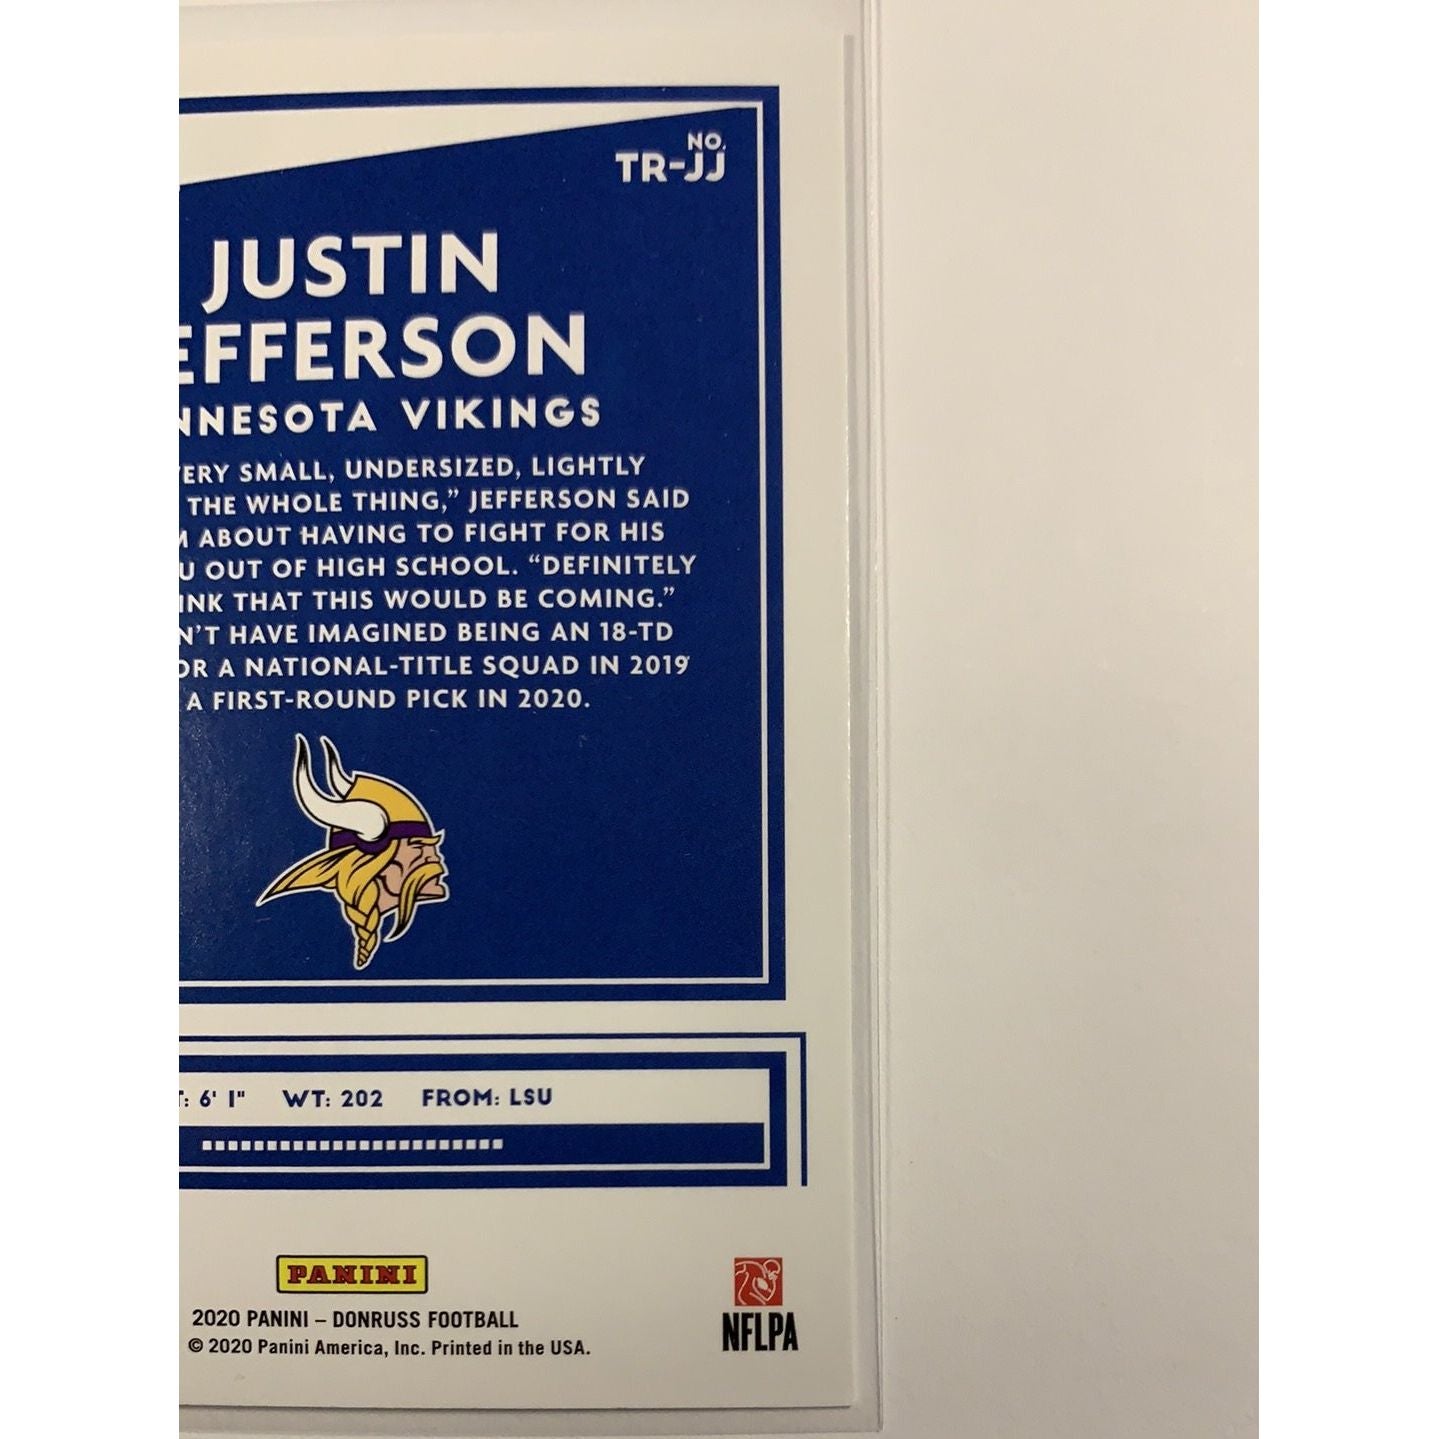 NO.
TR-JJ
JUSTIN
EFFERSON
NNESOTA VIKINGS
ERY SMALL, UNDERSIZED, LIGHTLY
THE WHOLE THING,” JEFFERSON SAID
ABOUT HAVING TO FIGHT FOR HIS
U OUT OF HIGH SCHOOL. “DEFINITELY
INK THAT THIS WOULD BE COMING.”
N’T HAVE IMAGINED BEING AN 18-TD
OR A NATIONAL-TITLE SQUAD IN 2019
A FIRST-ROUND PICK IN 2020.
T: 6' 1" WT: 202 FROM: LSU
PANINI
2020 PANINI – DONRUSS FOOTBALL
© 2020 Panini America, Inc. Printed in the USA.
NFLPA